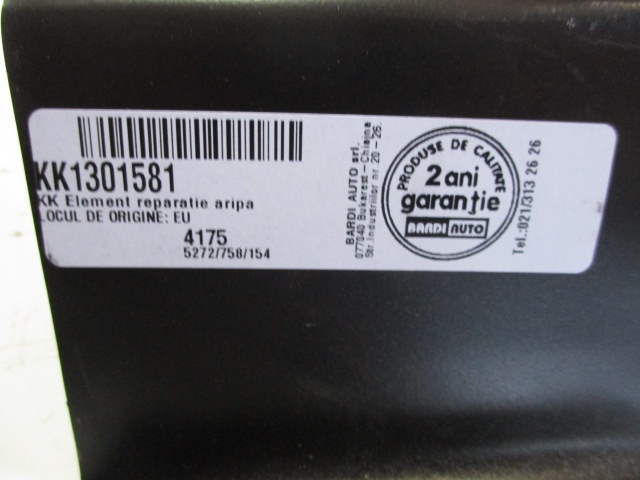 KK1301581
KK Element reparatie aripa
LOCUL DE ORIGINE: EU
4175
5272/758/154
BARDI AUTO srl.
077040 Bukarest - Chiajna
Str. Industriilor nr. 20 - 26.
PRODUSE DE CALITATE
2 ani
garanţie
BARDI AUTO
Tel.:021/313 26 26